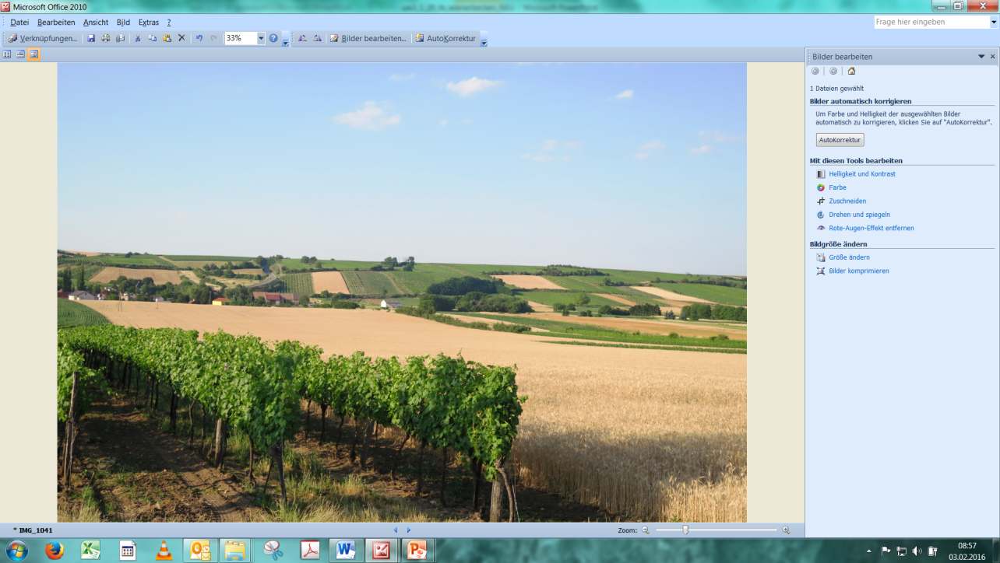 Microsoft Office 2010
Datei Bearbeiten Ansicht Bild Extras ?
Frage hier eingeben
Verknüpfungen... 33% Bilder bearbeiten... AutoKorrektur
Bilder bearbeiten
1 Dateien gewählt
Bilder automatisch korrigieren
Um Farbe und Helligkeit der ausgewählten Bilder
automatisch zu korrigieren, klicken Sie auf "AutoKorrektur".
AutoKorrektur
Mit diesen Tools bearbeiten
Helligkeit und Kontrast
Farbe
Zuschneiden
Drehen und spiegeln
Rote-Augen-Effekt entfernen
Bildgröße ändern
Größe ändern
Bilder komprimieren
* IMG_1041
Zoom:
08:57
03.02.2016